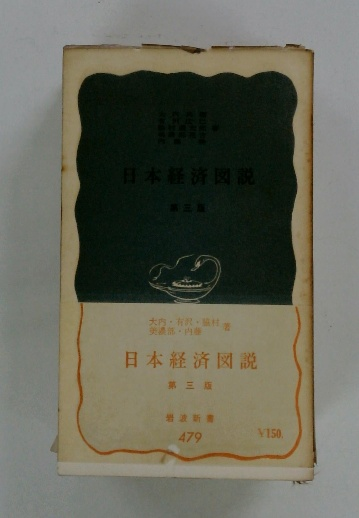 日本経済図説
第三版
大内・有沢・脇村
美濃部・内藤 著
日本経済図説
第三版
岩波新書
479
¥150